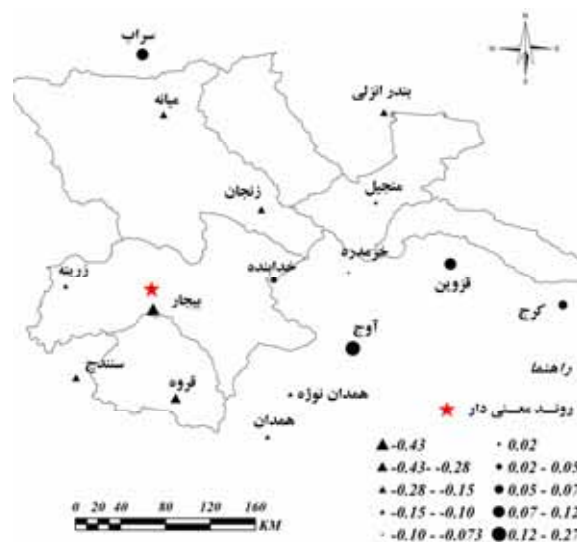 سراب
میانه
بندر انزلی
منجیل
زنجان
خرمدره
خدابنده
زرینه
قزوین
بیجار
کرج
آوج
سنندج
قروه
همدان نوژه
همدان
راهنما
روند معنی دار
-0.43
-0.43- -0.28
-0.28 - -0.15
-0.15 - -0.10
-0.10 - -0.073
0.02
0.02 - 0.05
0.05 - 0.07
0.07 - 0.12
0.12 - 0.27
0 20 40 80 120 160
KM